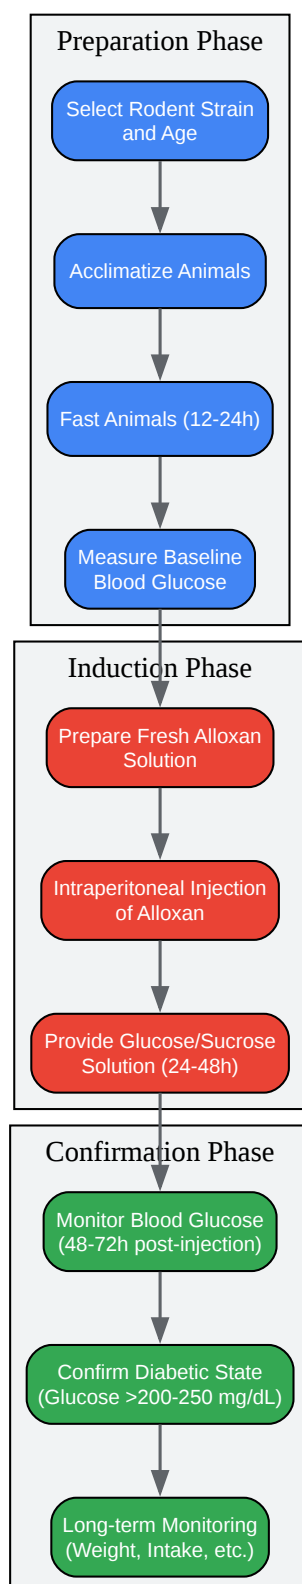 Preparation Phase
Select Rodent Strain
and Age
Acclimatize Animals
Fast Animals (12-24h)
Measure Baseline
Blood Glucose
Induction Phase
Prepare Fresh Alloxan
Solution
Intraperitoneal Injection
of Alloxan
Provide Glucose/Sucrose
Solution (24-48h)
Confirmation Phase
Monitor Blood Glucose
(48-72h post-injection)
Confirm Diabetic State
(Glucose >200-250 mg/dL)
Long-term Monitoring
(Weight, Intake, etc.)